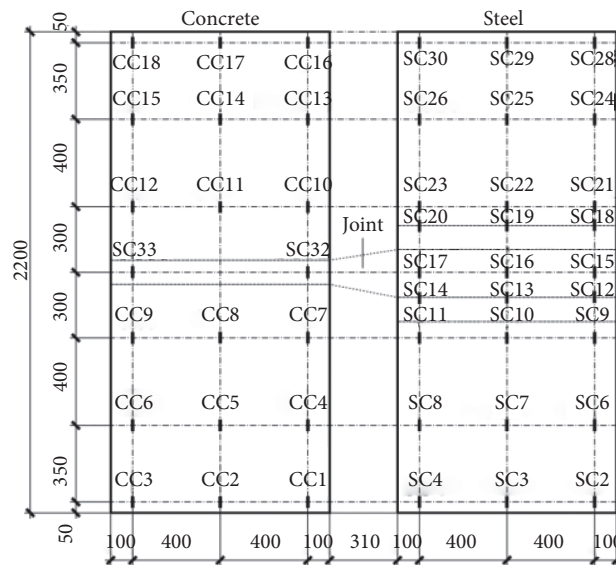 Concrete Steel
50
CC18 CC17 CC16 SC30 SC29 SC28
350
CC15 CC14 CC13 SC26 SC25 SC24
400
CC12 CC11 CC10 SC23 SC22 SC21
SC20 SC19 SC18
Joint
300
SC33 SC32
2200
SC17 SC16 SC15
SC14 SC13 SC12
300
CC9 CC8 CC7 SC11 SC10 SC9
400
CC6 CC5 CC4 SC8 SC7 SC6
350
CC3 CC2 CC1 SC4 SC3 SC2
50
100 400 400 100 310 100 400 400 100